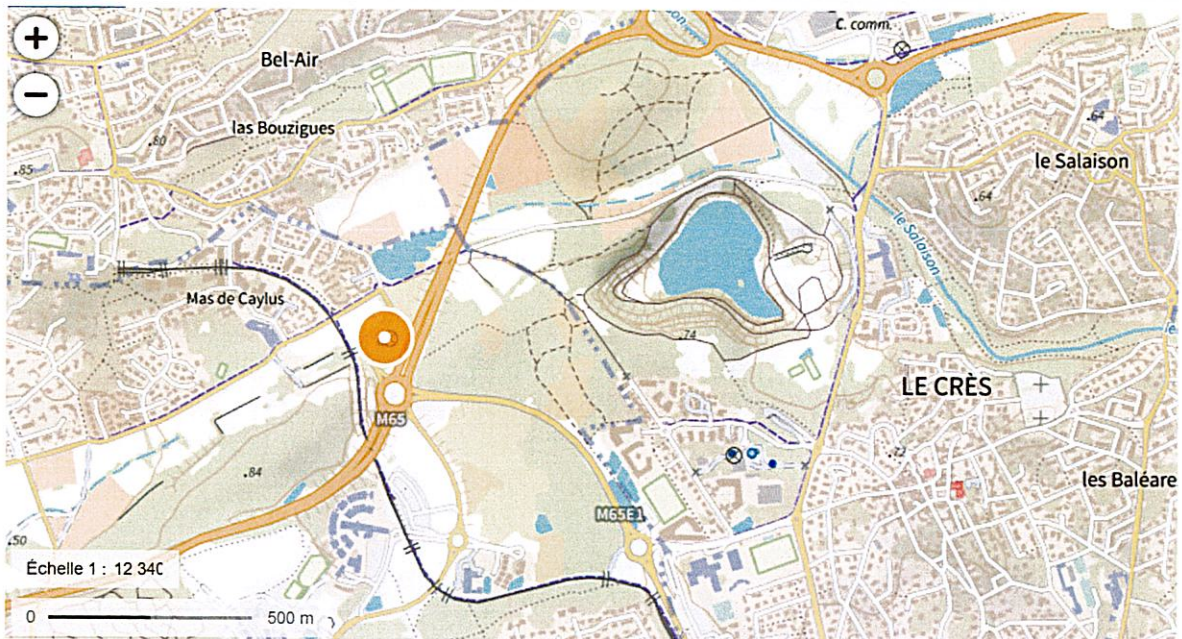 +
−
C. comm.
Bel-Air
las Bouzigues
.80
.85
.64
le Salaison
.64
le Salaison
Mas de Caylus
.74
LE CRÈS
M65
.84
.72
les Baléare
M65E1
.50
Échelle 1 : 12 340
0
500 m